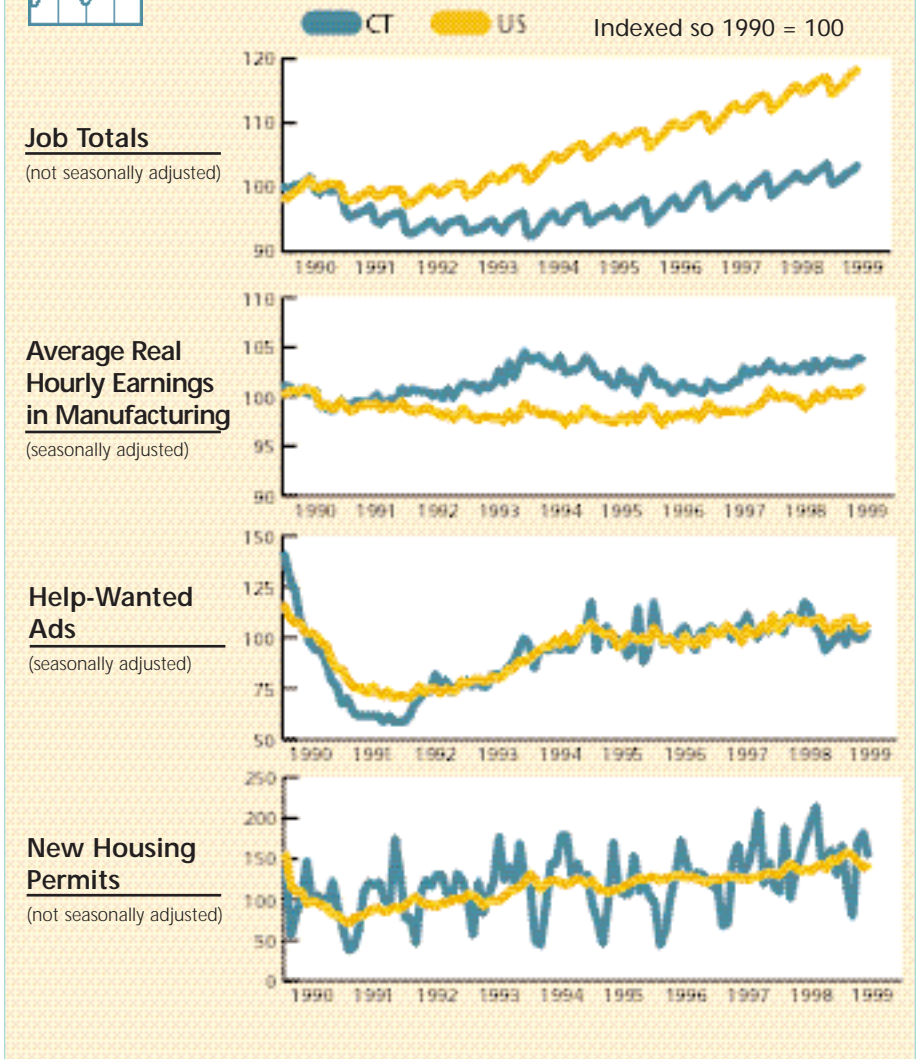 CT US Indexed so 1990 = 100
Job Totals
(not seasonally adjusted)
120
110
100
90
1990 1991 1992 1993 1994 1995 1996 1997 1998 1999
Average Real
Hourly Earnings
in Manufacturing
(seasonally adjusted)
110
105
100
95
90
1990 1991 1992 1993 1994 1995 1996 1997 1998 1999
Help-Wanted
Ads
(seasonally adjusted)
150
125
100
75
50
1990 1991 1992 1993 1994 1995 1996 1997 1998 1999
New Housing
Permits
(not seasonally adjusted)
250
200
150
100
50
0
1990 1991 1992 1993 1994 1995 1996 1997 1998 1999